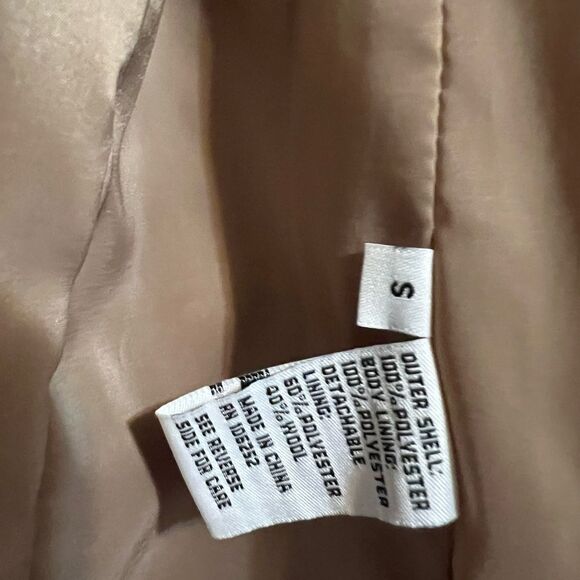 S
OUTER SHELL:
100% POLYESTER
BODY LINING:
100% POLYESTER
DETACHABLE
LINING:
60% POLYESTER
40% WOOL
MADE IN CHINA
RN 106352
SEE REVERSE
SIDE FOR CARE